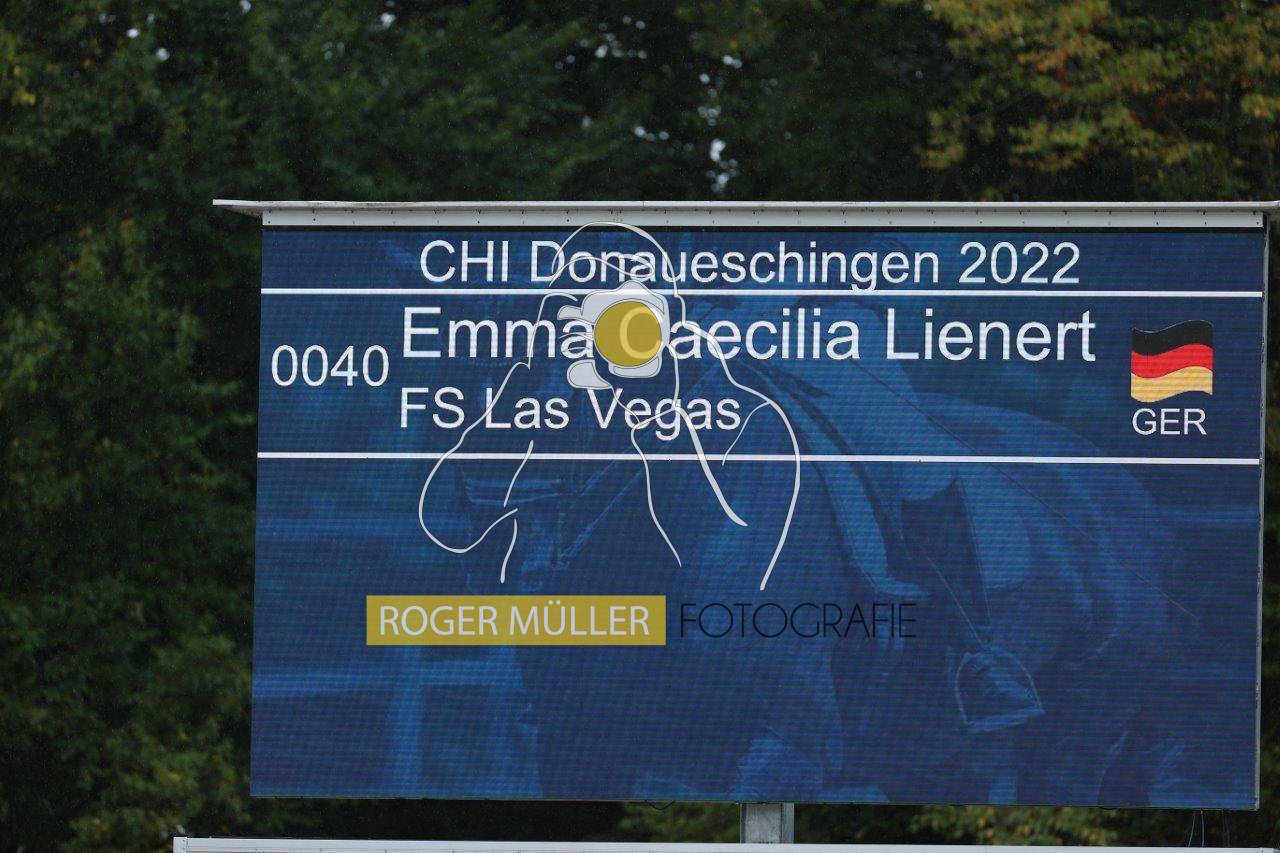 CHI Donaueschingen 2022
0040
Emma Caecilia Lienert
FS Las Vegas
GER
ROGER MÜLLER FOTOGRAFIE